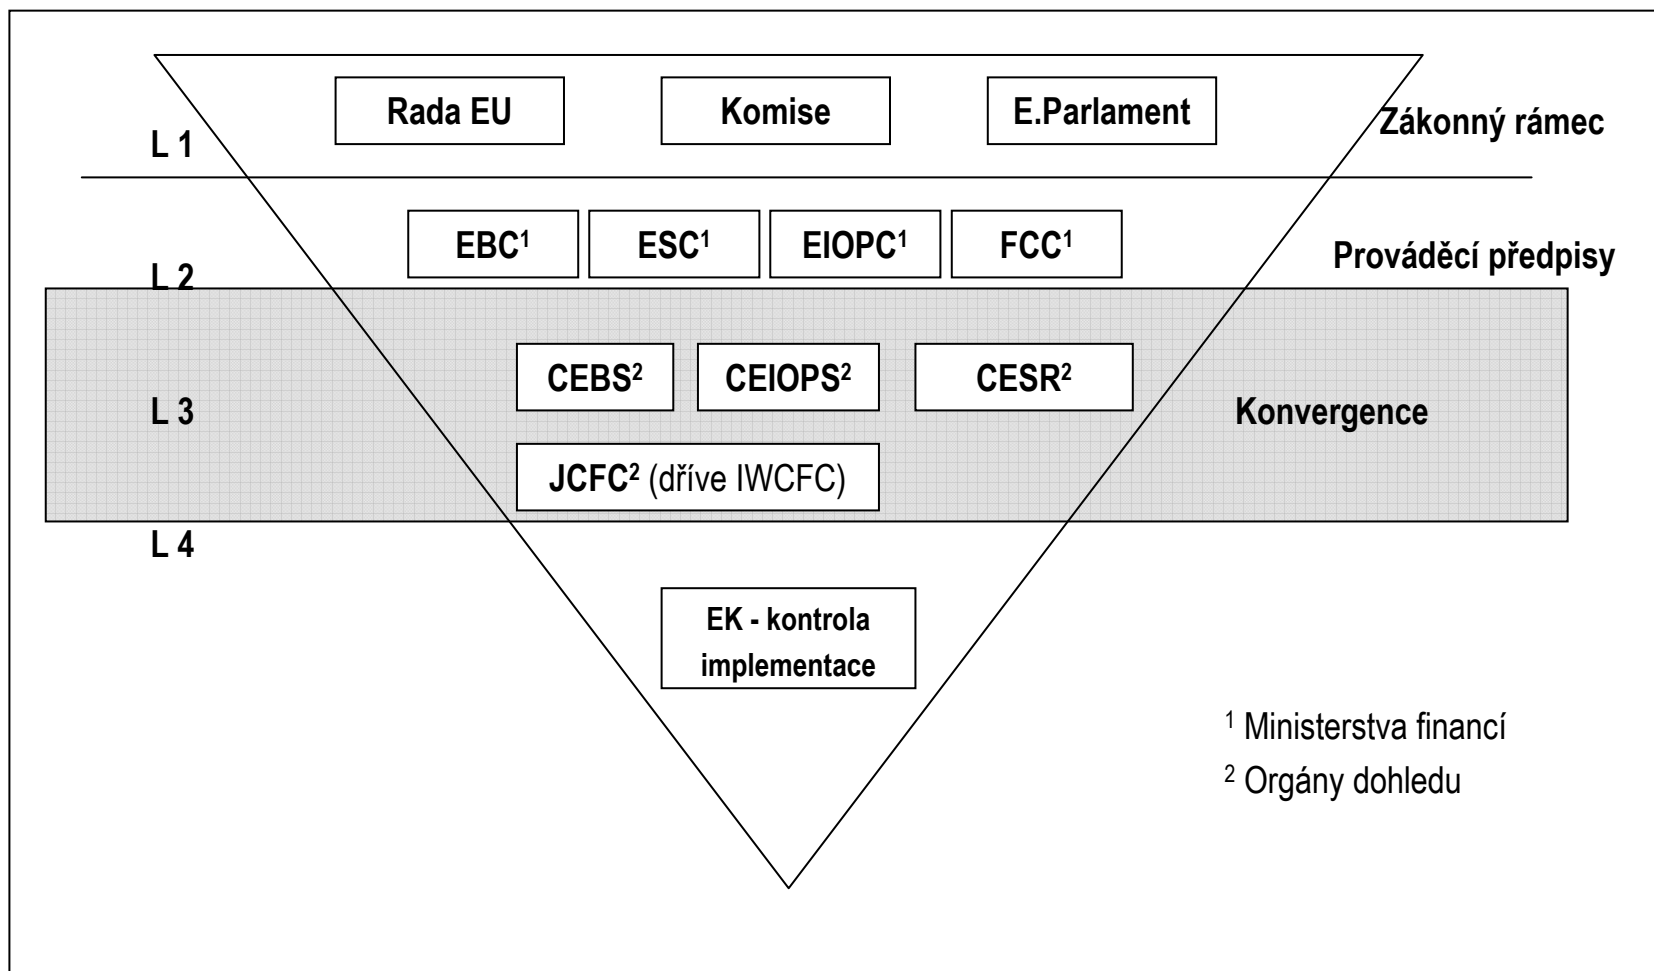 Rada EU
Komise
E.Parlament
Zákonný rámec
L 1
EBC¹
ESC¹
EIOPC¹
FCC¹
Prováděcí předpisy
L 2
CEBS²
CEIOPS²
CESR²
L 3
Konvergence
JCFC² (dříve IWCFC)
L 4
EK - kontrola
implementace
¹ Ministerstva financí
² Orgány dohledu